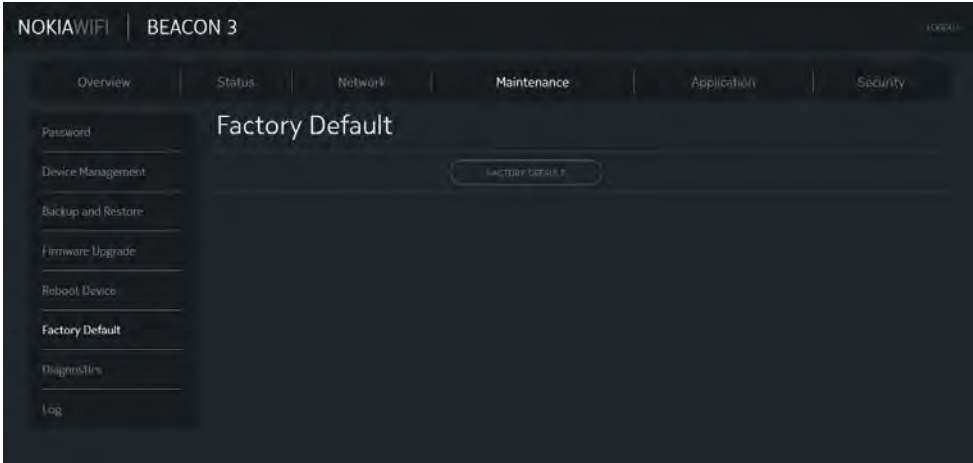 NOKIAWIFI | BEACON 3
LOGOUT
Overview Status Network Maintenance Application Security
Password
Device Management
Backup and Restore
Firmware Upgrade
Reboot Device
Factory Default
Diagnostics
Log
Factory Default
FACTORY DEFAULT